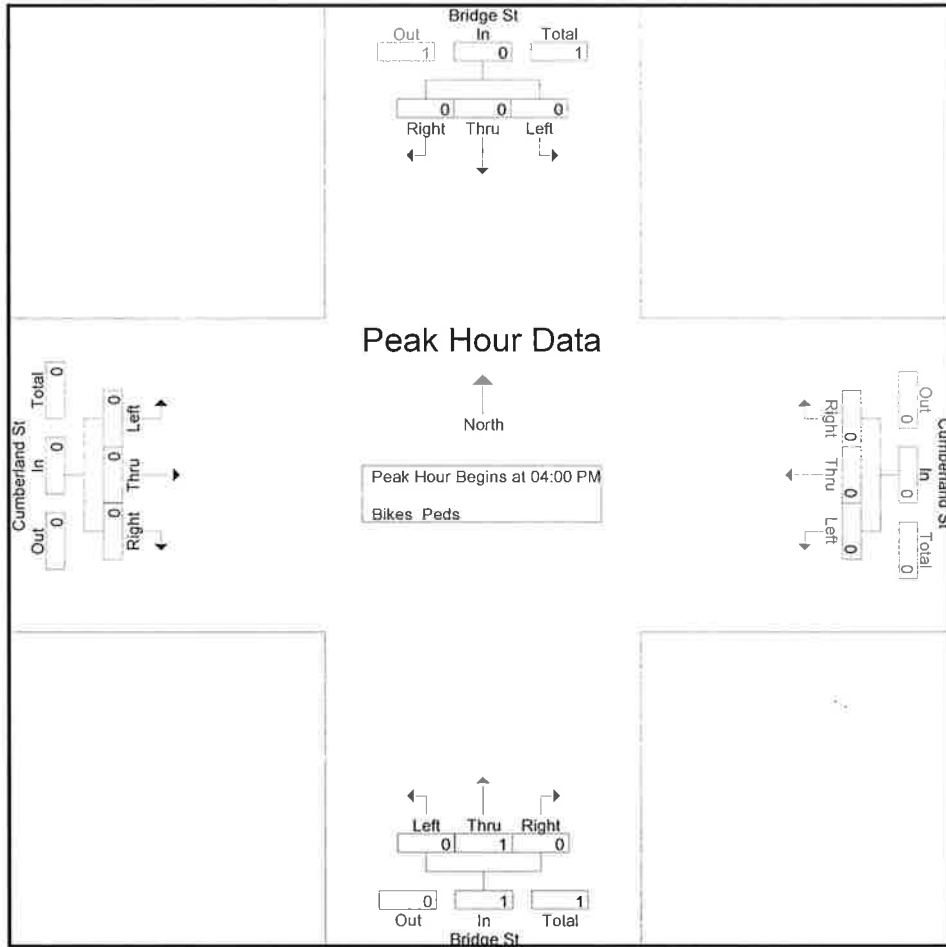 Bridge St
Out In Total
1 0 1
0 0 0
Right Thru Left
Peak Hour Data
North
Peak Hour Begins at 04:00 PM
Bikes Peds
Cumberland St
Out In Total
0 0 0
Right Thru Left
0 0 0
Cumberland St
Out In Total
0 0 0
Right Thru Left
0 0 0
Left Thru Right
0 1 0
0 1 1
Out In Total
Bridge St